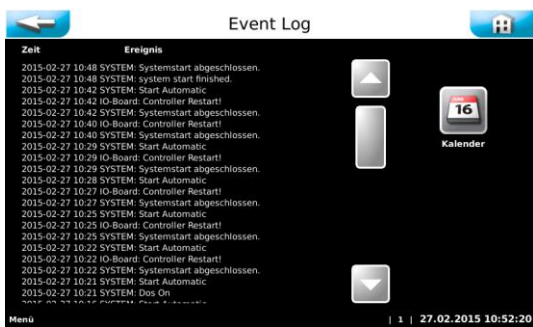 Event Log
Zeit Ereignis
2015-02-27 10:48 SYSTEM: Systemstart abgeschlossen.
2015-02-27 10:48 SYSTEM: system start finished.
2015-02-27 10:42 SYSTEM: Start Automatic
2015-02-27 10:42 IO-Board: Controller Restart!
2015-02-27 10:42 SYSTEM: Systemstart abgeschlossen.
2015-02-27 10:40 IO-Board: Controller Restart!
2015-02-27 10:40 SYSTEM: Systemstart abgeschlossen.
2015-02-27 10:29 SYSTEM: Start Automatic
2015-02-27 10:29 IO-Board: Controller Restart!
2015-02-27 10:29 SYSTEM: Systemstart abgeschlossen.
2015-02-27 10:28 SYSTEM: Start Automatic
2015-02-27 10:27 IO-Board: Controller Restart!
2015-02-27 10:27 SYSTEM: Systemstart abgeschlossen.
2015-02-27 10:25 SYSTEM: Start Automatic
2015-02-27 10:25 IO-Board: Controller Restart!
2015-02-27 10:25 SYSTEM: Systemstart abgeschlossen.
2015-02-27 10:22 SYSTEM: Start Automatic
2015-02-27 10:22 IO-Board: Controller Restart!
2015-02-27 10:22 SYSTEM: Systemstart abgeschlossen.
2015-02-27 10:21 SYSTEM: Start Automatic
2015-02-27 10:21 SYSTEM: Dos On
2015-02-27 10:16 SYSTEM: Start Automatic
16
Kalender
Menü | 1 | 27.02.2015 10:52:20